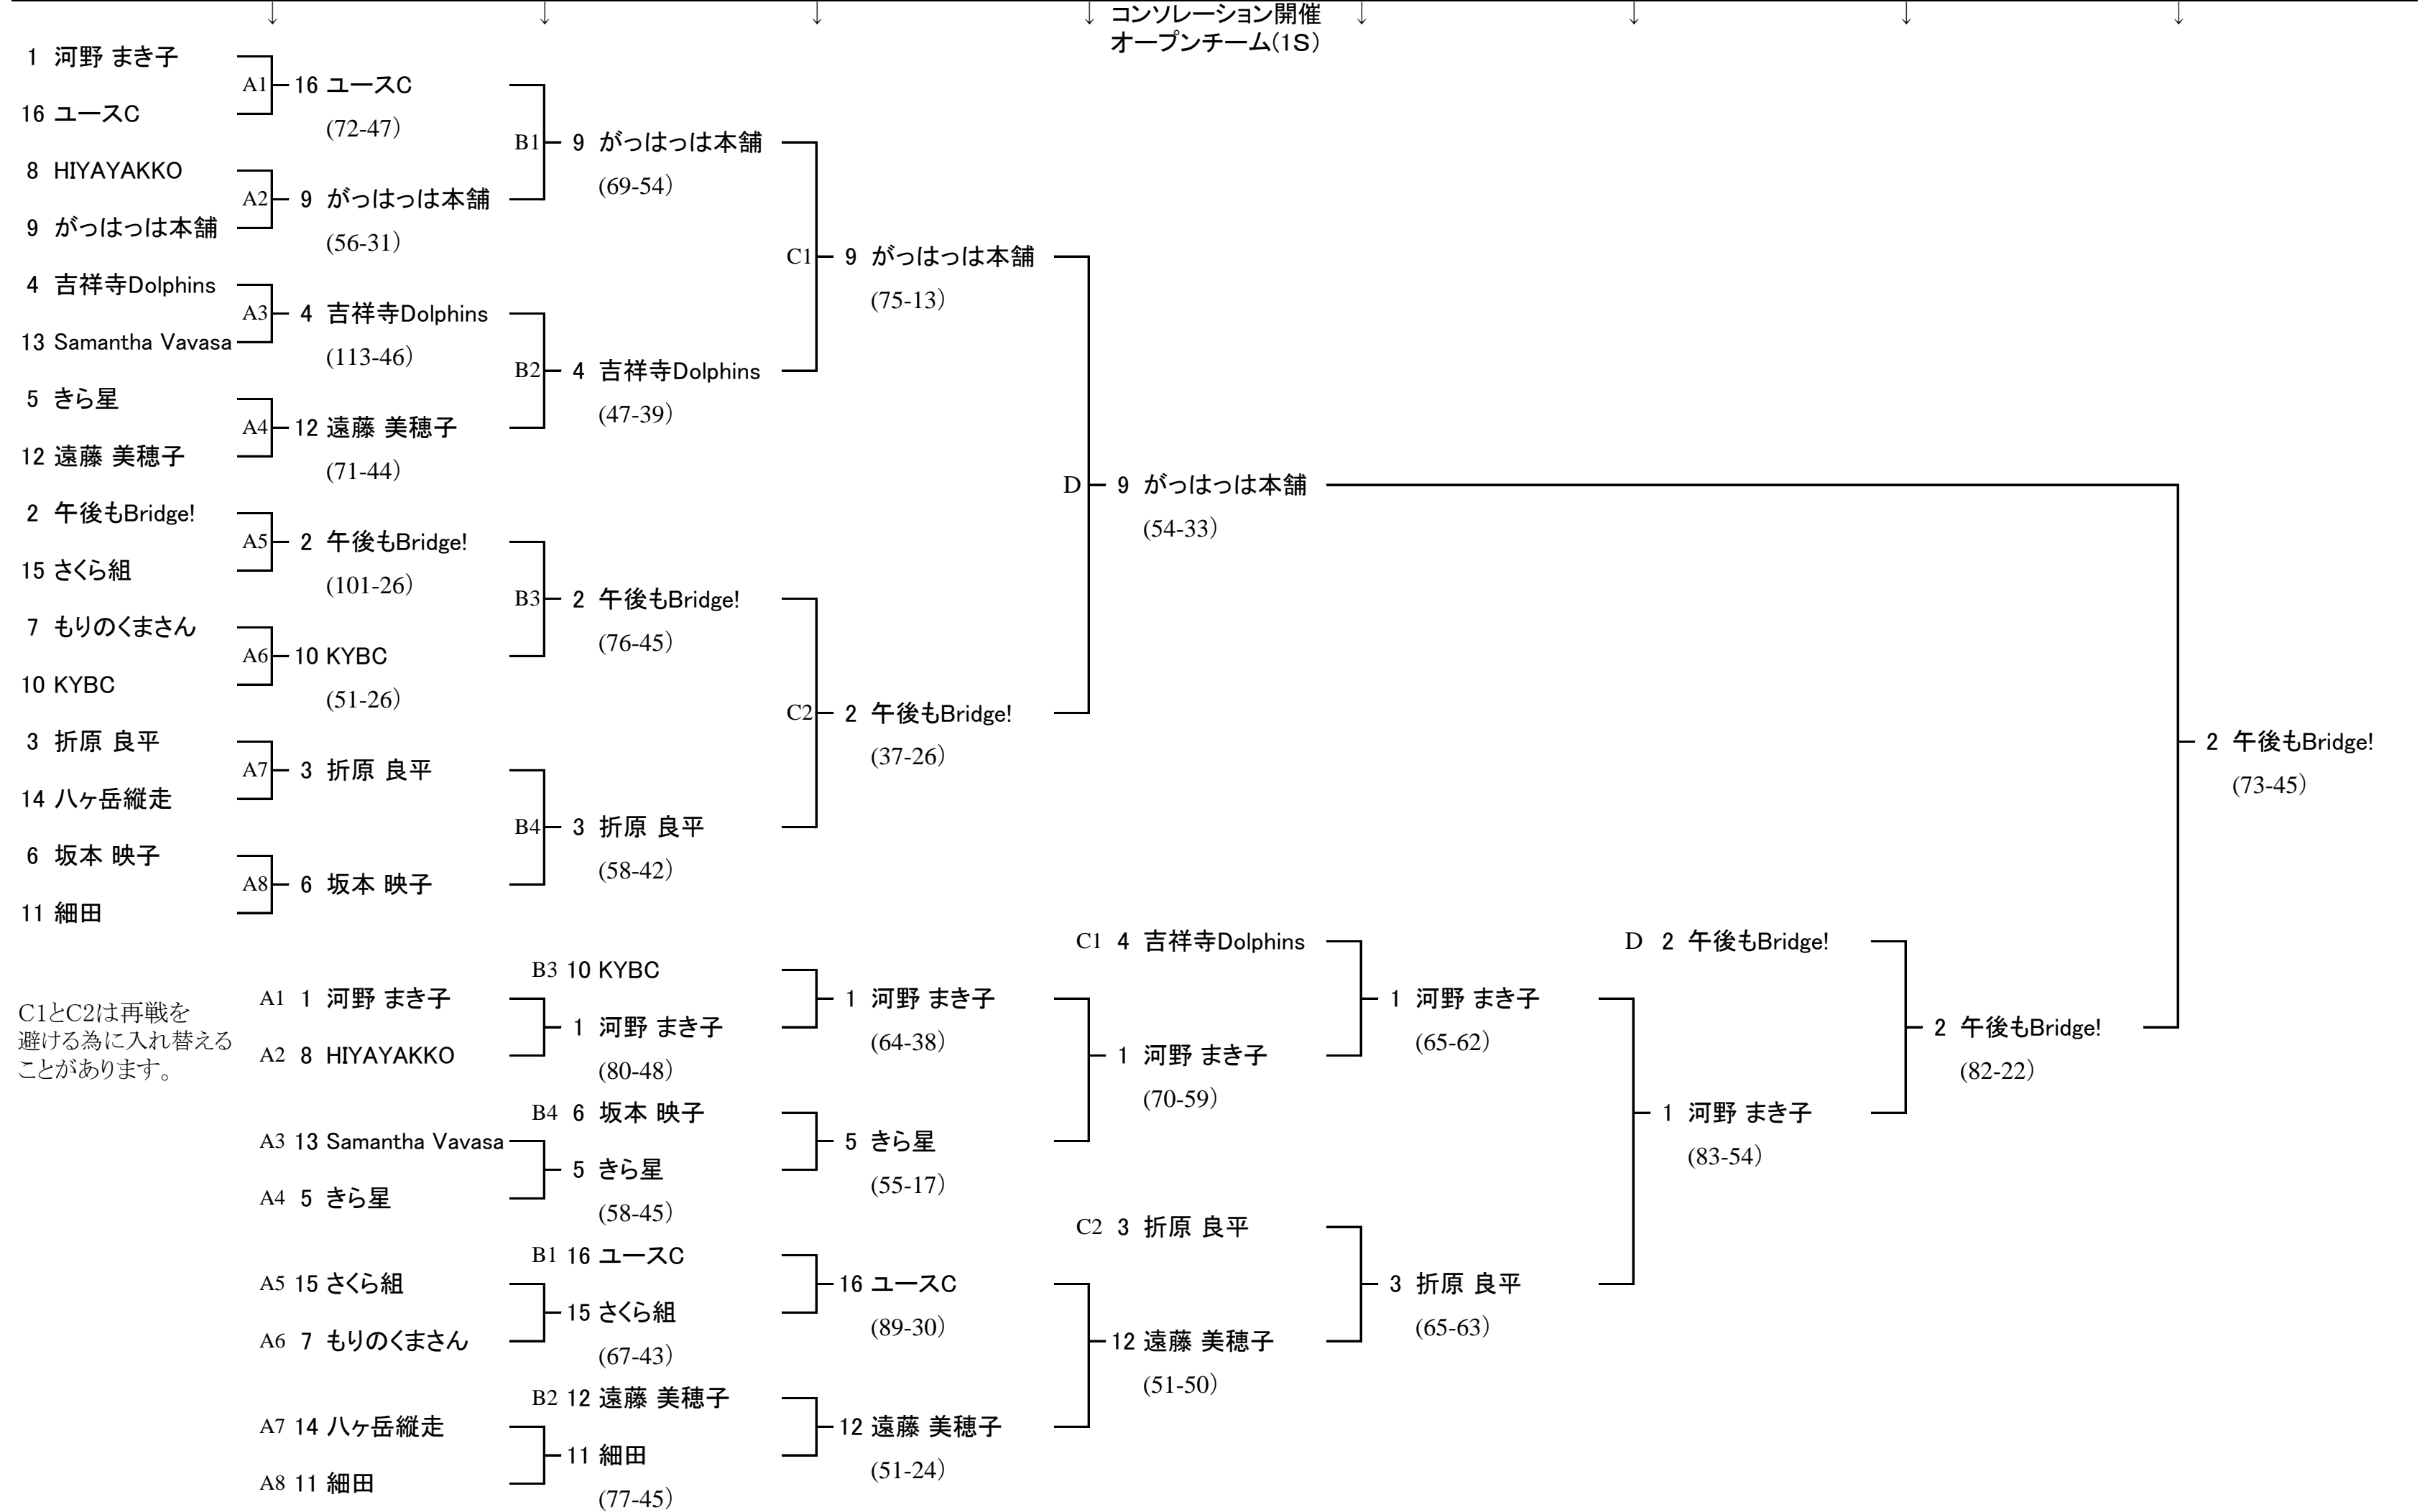 コンソレーション開催
オープンチーム(1S)
1 河野 まき子
A1 16 ユースC
16 ユースC
(72-47)
B1 9 がっはっは本舗
8 HIYAYAKKO
(69-54)
A2 9 がっはっは本舗
9 がっはっは本舗
(56-31)
C1 9 がっはっは本舗
4 吉祥寺Dolphins
(75-13)
A3 4 吉祥寺Dolphins
13 Samantha Vavasa
(113-46)
B2 4 吉祥寺Dolphins
5 きら星
(47-39)
A4 12 遠藤 美穂子
12 遠藤 美穂子
(71-44)
D 9 がっはっは本舗
2 午後もBridge!
(54-33)
A5 2 午後もBridge!
15 さくら組
(101-26)
B3 2 午後もBridge!
7 もりのくまさん
(76-45)
A6 10 KYBC
10 KYBC
(51-26)
C2 2 午後もBridge!
3 折原 良平
2 午後もBridge!
(37-26)
A7 3 折原 良平
(73-45)
14 八ヶ岳縦走
B4 3 折原 良平
6 坂本 映子
(58-42)
A8 6 坂本 映子
11 細田
C1 4 吉祥寺Dolphins
D 2 午後もBridge!
B3 10 KYBC
A1 1 河野 まき子
1 河野 まき子
1 河野 まき子
C1とC2は再戦を
避ける為に入れ替える
ことがあります。
1 河野 まき子
2 午後もBridge!
(64-38)
(65-62)
A2 8 HIYAYAKKO
1 河野 まき子
(80-48)
(82-22)
(70-59)
B4 6 坂本 映子
1 河野 まき子
A3 13 Samantha Vavasa
5 きら星
(83-54)
5 きら星
(55-17)
A4 5 きら星
(58-45)
C2 3 折原 良平
B1 16 ユースC
A5 15 さくら組
16 ユースC
3 折原 良平
15 さくら組
(89-30)
(65-63)
A6 7 もりのくまさん
12 遠藤 美穂子
(67-43)
(51-50)
B2 12 遠藤 美穂子
A7 14 八ヶ岳縦走
12 遠藤 美穂子
11 細田
(51-24)
A8 11 細田
(77-45)